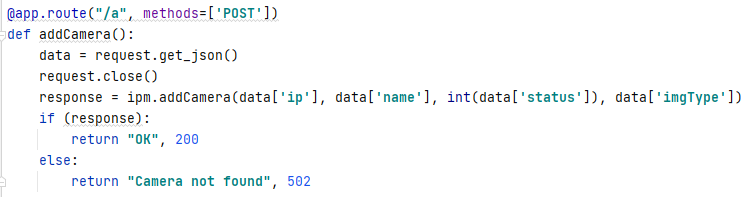 @app.route("/a", methods=['POST'])
def addCamera():
    data = request.get_json()
    request.close()
    response = ipm.addCamera(data['ip'], data['name'], int(data['status']), data['imgType'])
    if (response):
        return "OK", 200
    else:
        return "Camera not found", 502